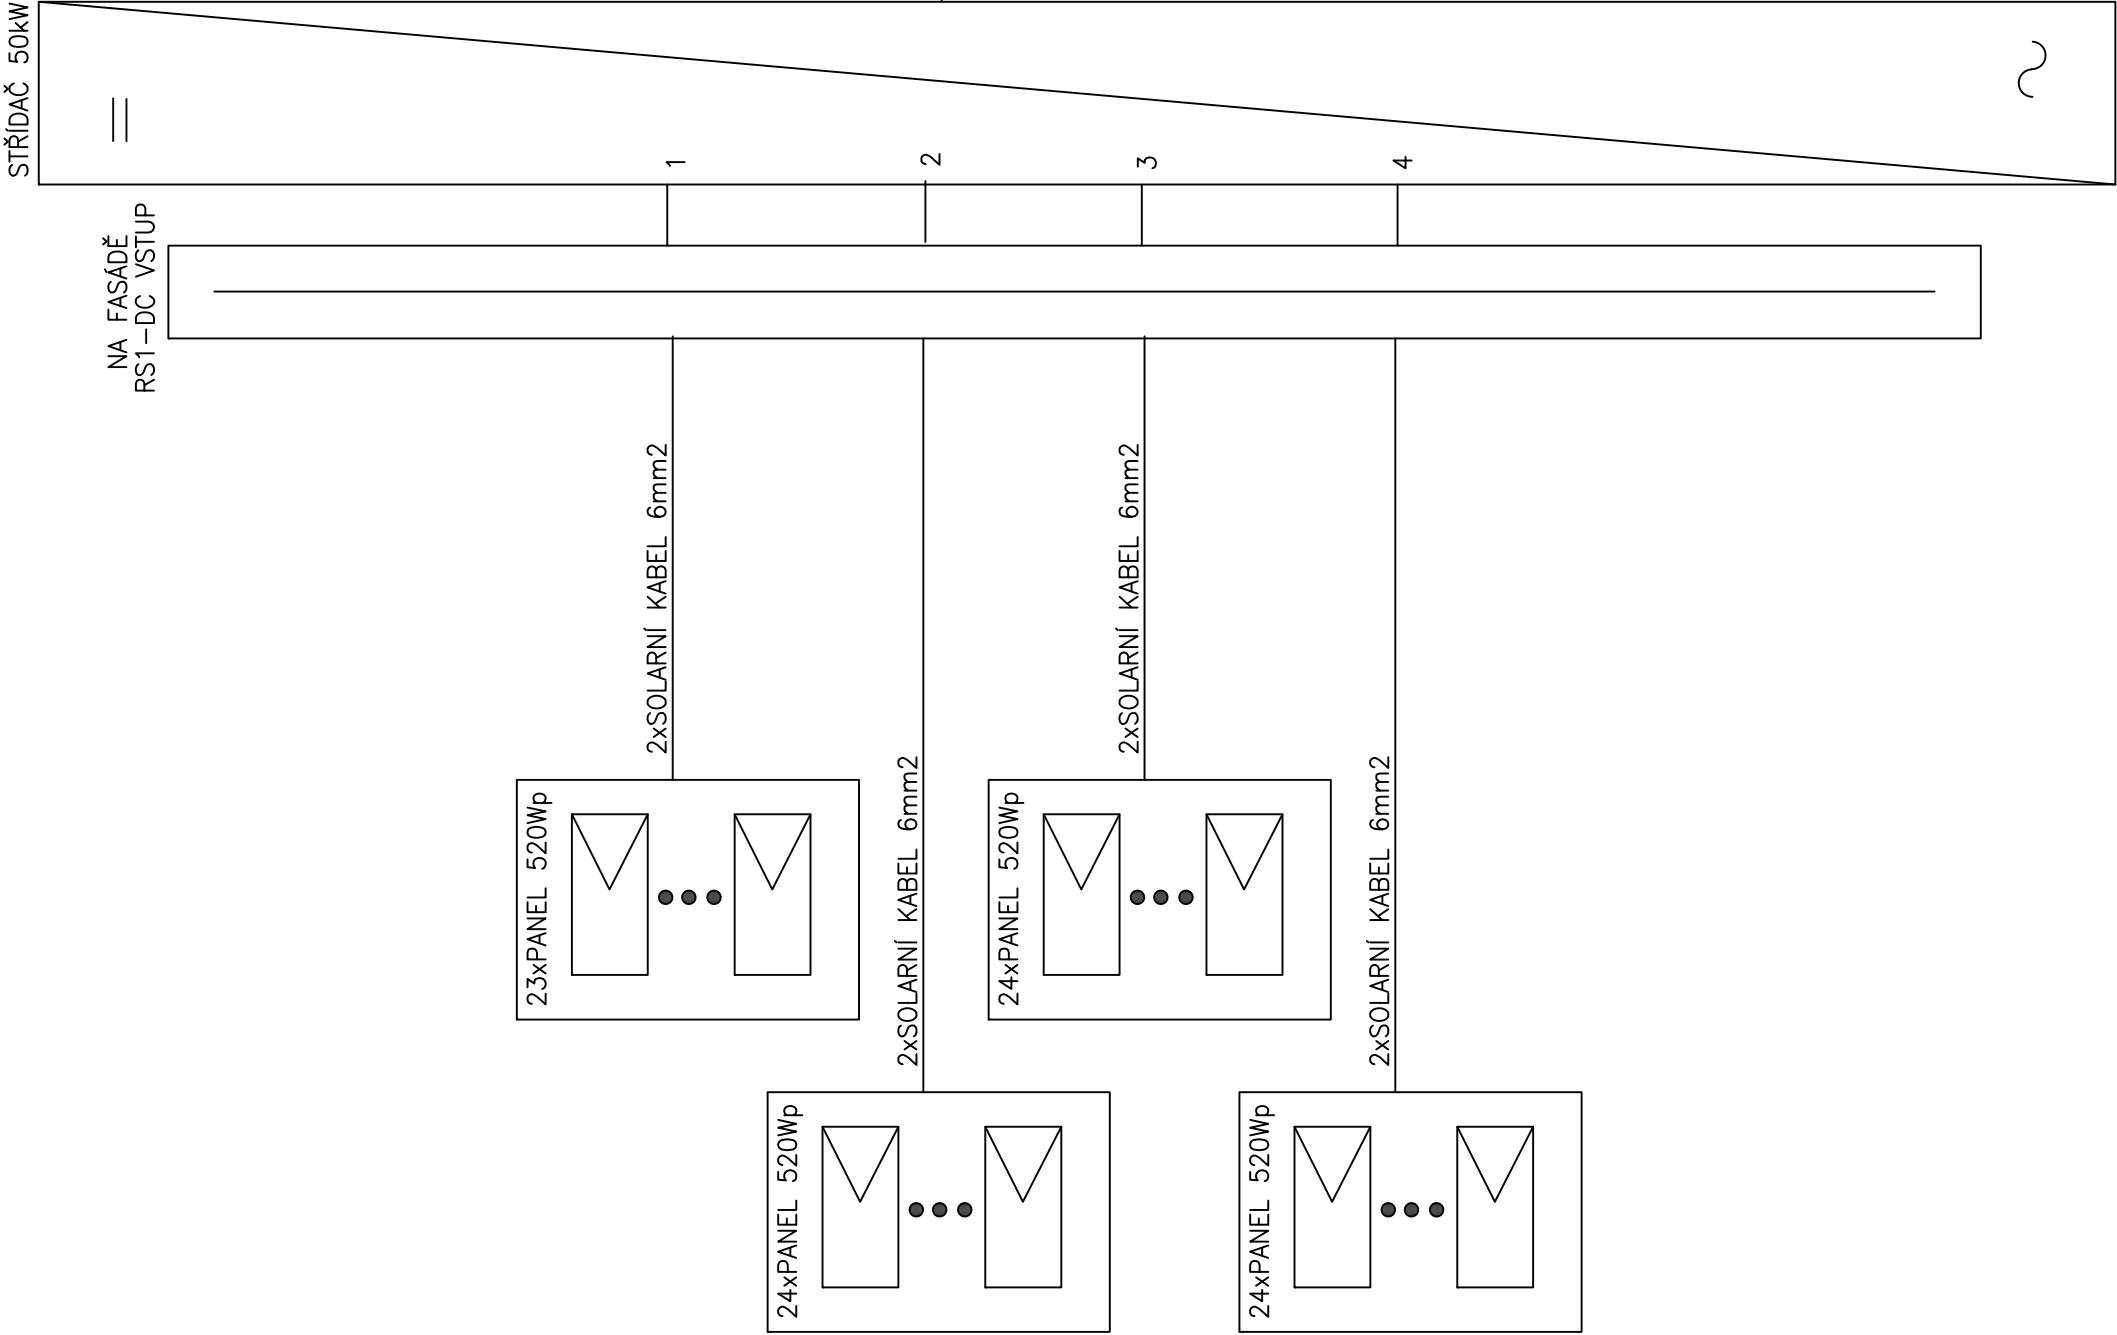 STŘÍDAČ 50kW
1
2
3
4
NA FASÁDĚ
RS1-DC VSTUP
2xSOLARNÍ KABEL 6mm2
2xSOLARNÍ KABEL 6mm2
2xSOLARNÍ KABEL 6mm2
2xSOLARNÍ KABEL 6mm2
23xPANEL 520Wp
24xPANEL 520Wp
24xPANEL 520Wp
24xPANEL 520Wp